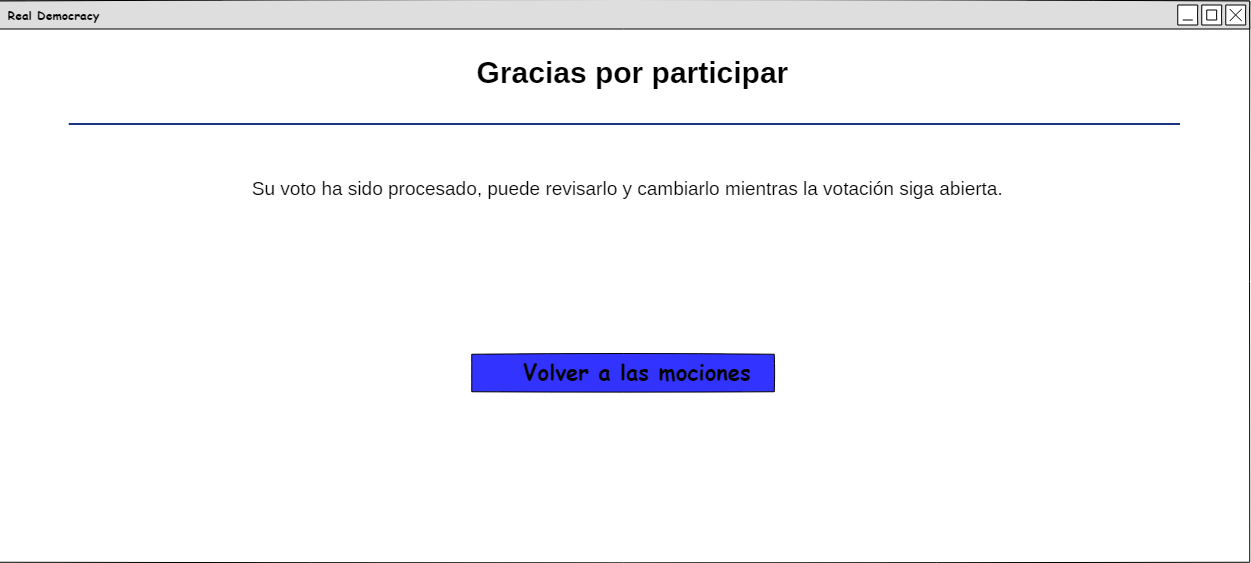 Real Democracy
Gracias por participar
Su voto ha sido procesado, puede revisarlo y cambiarlo mientras la votación siga abierta.
Volver a las mociones